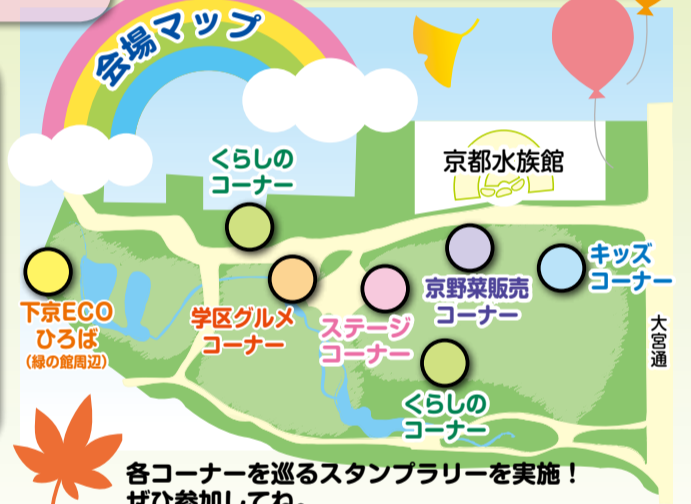 会場マップ
くらしの
コーナー
京都水族館
キッズ
コーナー
京野菜販売
コーナー
下京ECO
ひろば
(緑の館周辺)
学区グルメ
コーナー
ステージ
コーナー
大宮通
くらしの
コーナー
各コーナーを巡るスタンプラリーを実施！
ぜひ参加してね。